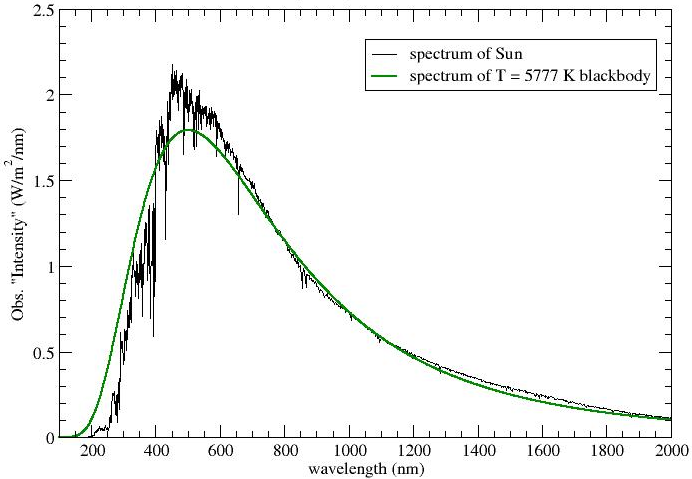 2.5
spectrum of Sun
spectrum of T = 5777 K blackbody
2
1.5
1
0.5
0
Obs. "Intensity" (W/m²/nm)
200 400 600 800 1000 1200 1400 1600 1800 2000
wavelength (nm)